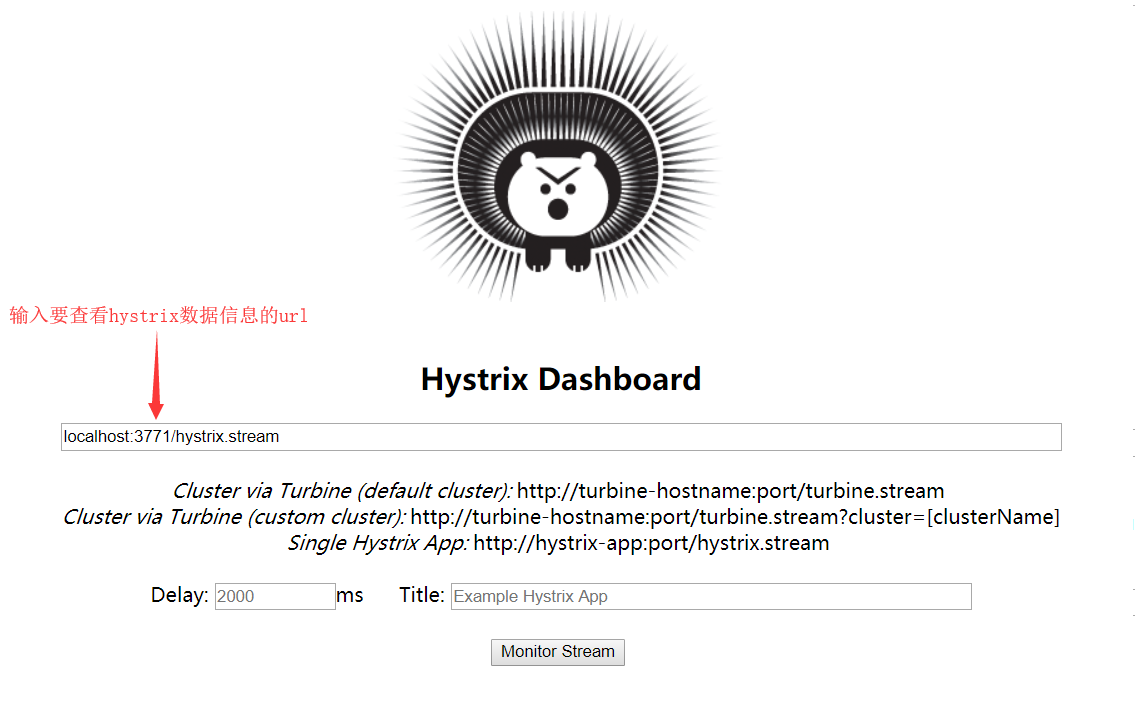 输入要查看hystrix数据信息的url
Hystrix Dashboard
localhost:3771/hystrix.stream
Cluster via Turbine (default cluster): http://turbine-hostname:port/turbine.stream
Cluster via Turbine (custom cluster): http://turbine-hostname:port/turbine.stream?cluster=[clusterName]
Single Hystrix App: http://hystrix-app:port/hystrix.stream
Delay: 2000 ms Title: Example Hystrix App
Monitor Stream